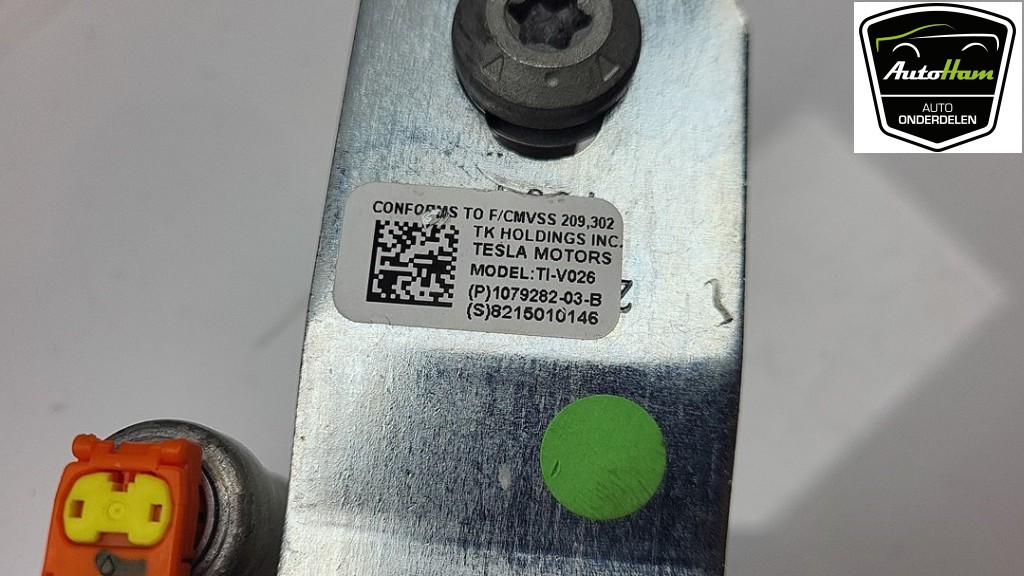 AutoHam
AUTO
ONDERDELEN
CONFORMS TO F/CMVSS 209,302
TK HOLDINGS INC.
TESLA MOTORS
MODEL:TI-V026
(P)1079282-03-B
(S)8215010146